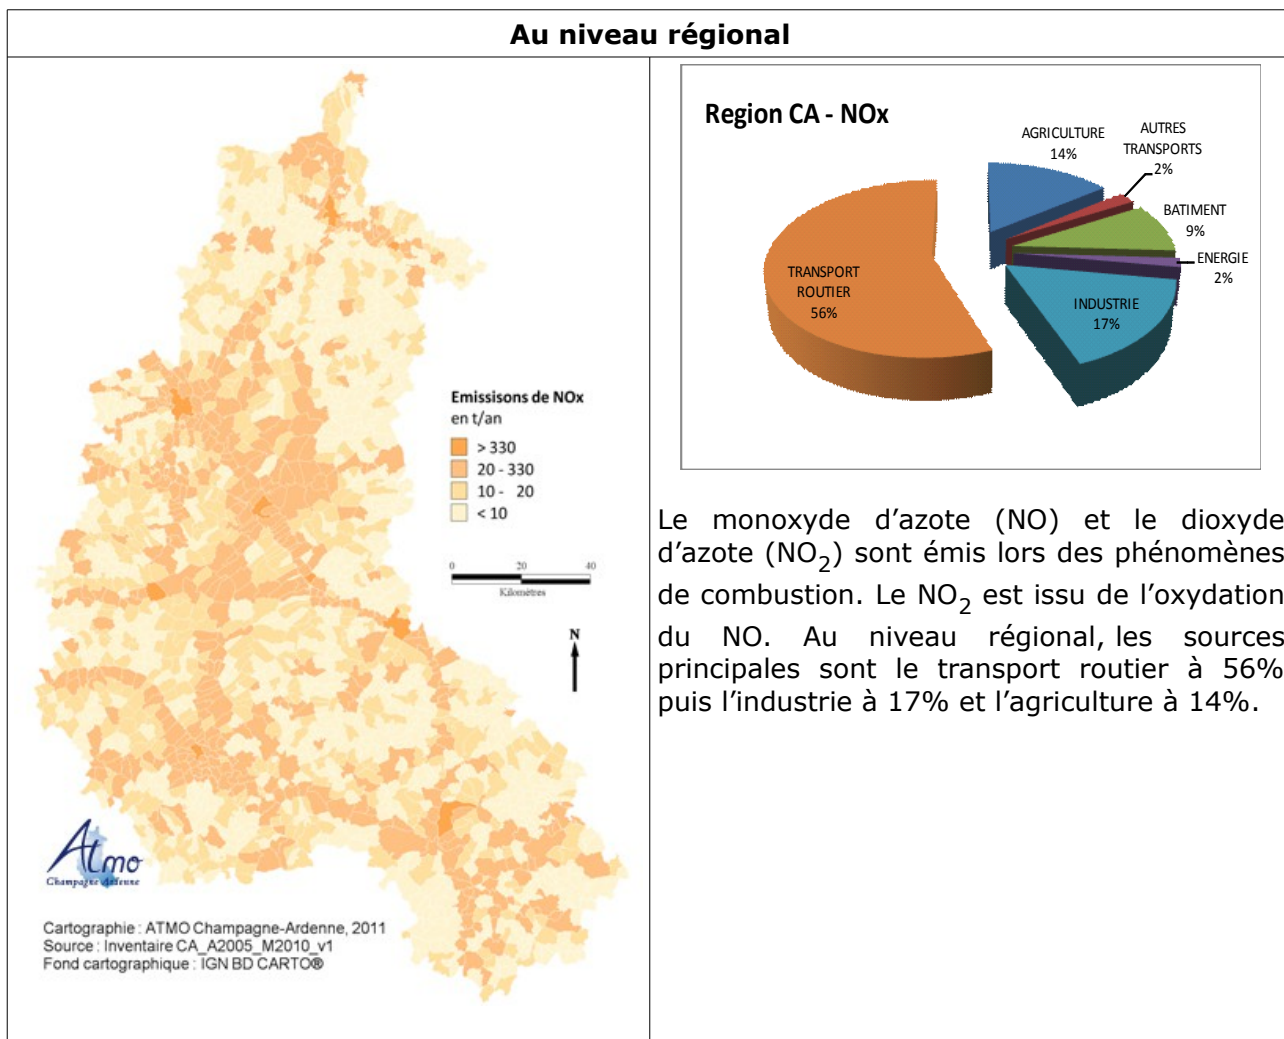 Au niveau régional
Emissisons de NOx
en t/an
> 330
20 - 330
10 - 20
< 10
0 20 40
Kilomètres
N
Atmo
Champagne Ardenne
Cartographie : ATMO Champagne-Ardenne, 2011
Source : Inventaire CA_A2005_M2010_v1
Fond cartographique : IGN BD CARTO®
Region CA - NOx
AGRICULTURE
14%
AUTRES
TRANSPORTS
2%
BATIMENT
9%
ENERGIE
2%
INDUSTRIE
17%
TRANSPORT
ROUTIER
56%
Le monoxyde d’azote (NO) et le dioxyde
d’azote (NO₂) sont émis lors des phénomènes
de combustion. Le NO₂ est issu de l’oxydation
du NO. Au niveau régional, les sources
principales sont le transport routier à 56%
puis l’industrie à 17% et l’agriculture à 14%.